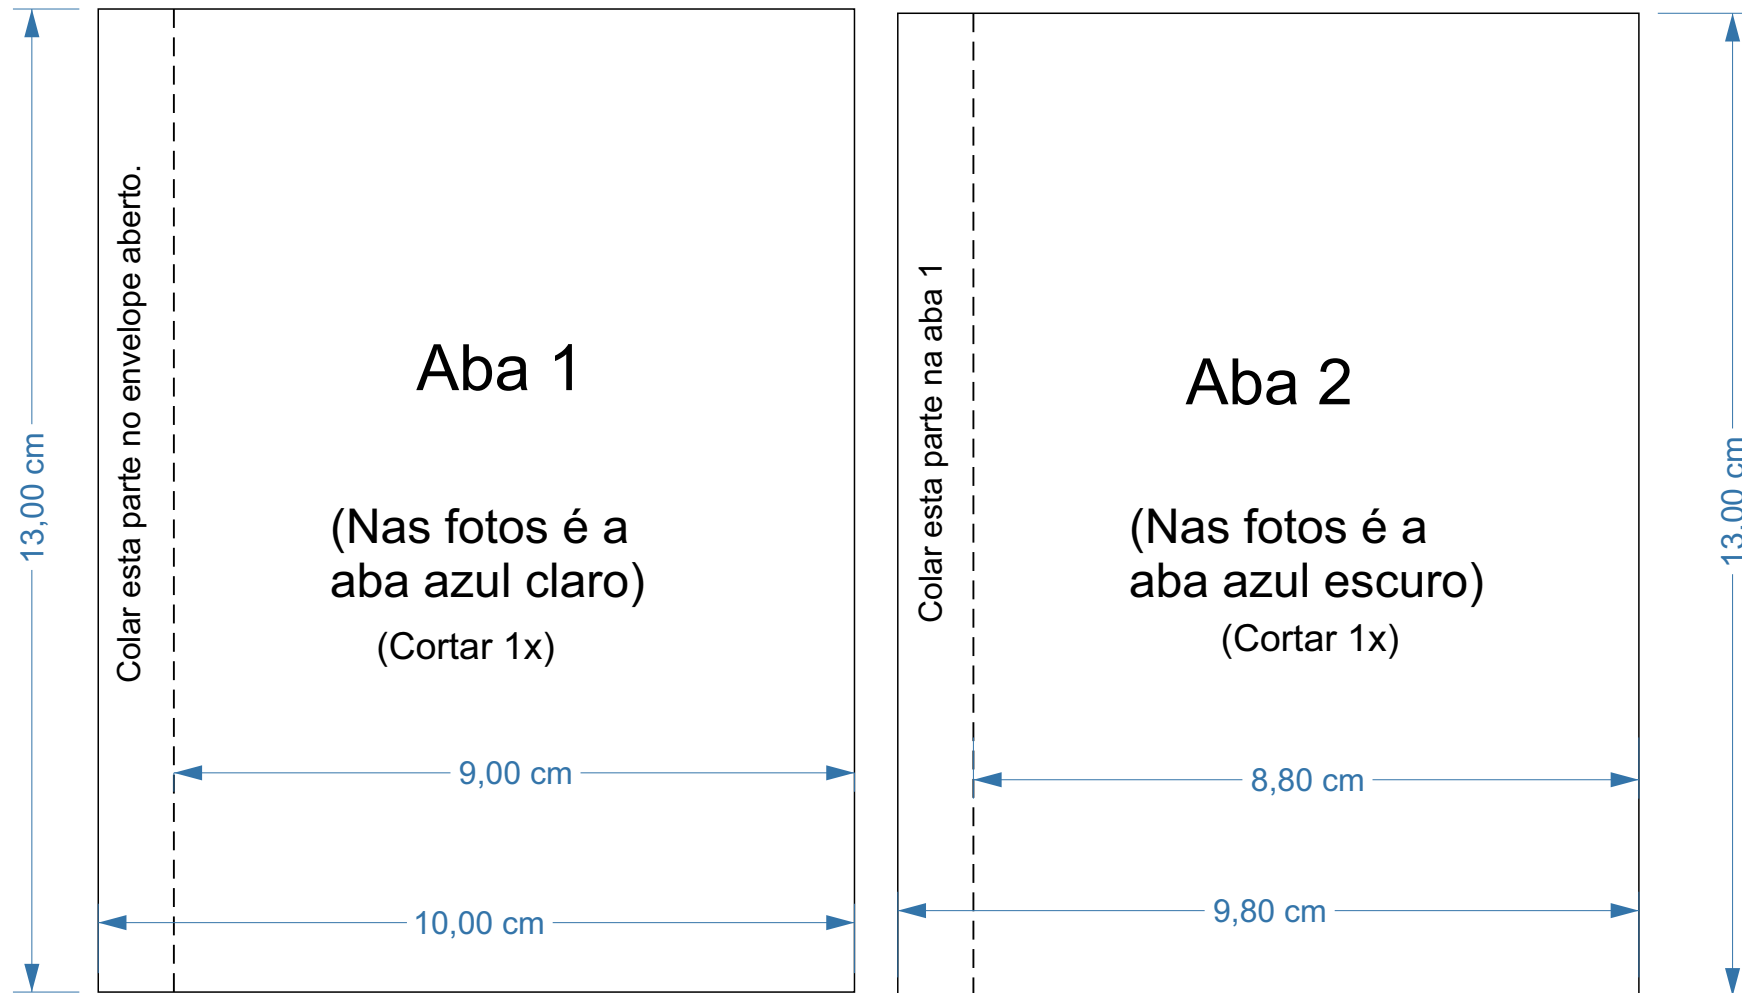 13,00 cm
Colar esta parte no envelope aberto.
Aba 1
(Nas fotos é a
aba azul claro)
(Cortar 1x)
9,00 cm
10,00 cm
Colar esta parte na aba 1
Aba 2
(Nas fotos é a
aba azul escuro)
(Cortar 1x)
8,80 cm
9,80 cm
13,00 cm